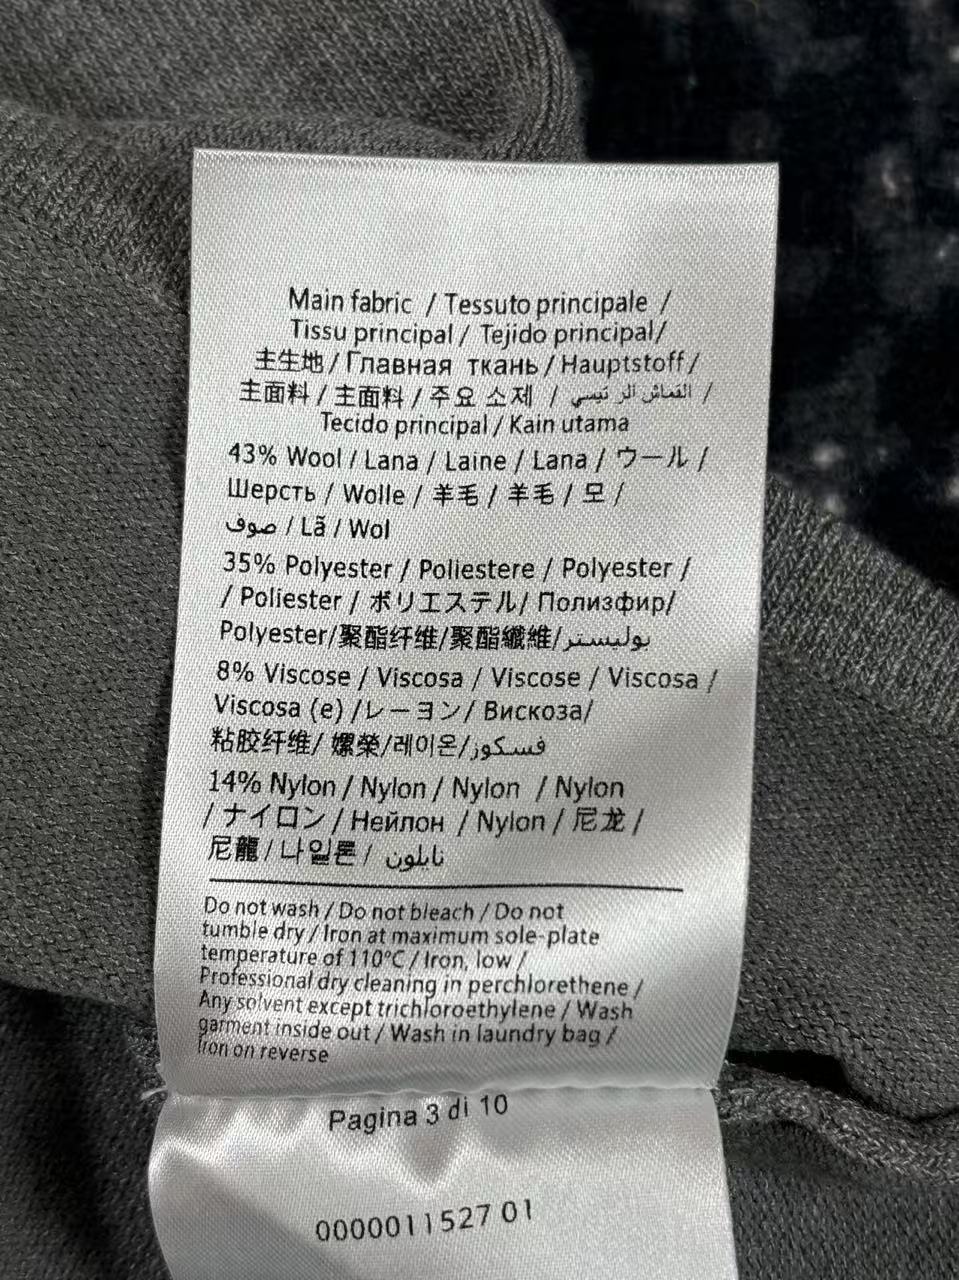 Main fabric / Tessuto principale /
Tissu principal / Tejido principal/
主生地/Главная ткань/Hauptstoff/
主面料/主面料/주요 소제 / القماش الر ئيسي /
Tecido principal/Kain utama
43% Wool / Lana / Laine / Lana / ウール /
Шерсть / Wolle / 羊毛 / 羊毛 / 모 /
صوف / Lã / Wol
35% Polyester / Poliestere / Polyester /
/ Poliester / ポリエステル/ Полизфир/
Polyester/聚酯纤维/聚酯纖維/بوليستر
8% Viscose / Viscosa / Viscose / Viscosa /
Viscosa (e) /レーヨン/ Вискоза/
粘胶纤维/ 嫘縈/레이온/فسكوز
14% Nylon / Nylon / Nylon / Nylon
/ ナイロン / Нейлон / Nylon / 尼龙 /
尼龍 / 나일론 / نايلون
Do not wash / Do not bleach / Do not
tumble dry / Iron at maximum sole-plate
temperature of 110°C / Iron, low /
Professional dry cleaning in perchlorethene /
Any solvent except trichloroethylene / Wash
garment inside out / Wash in laundry bag /
Iron on reverse
Pagina 3 di 10
0000011527 01